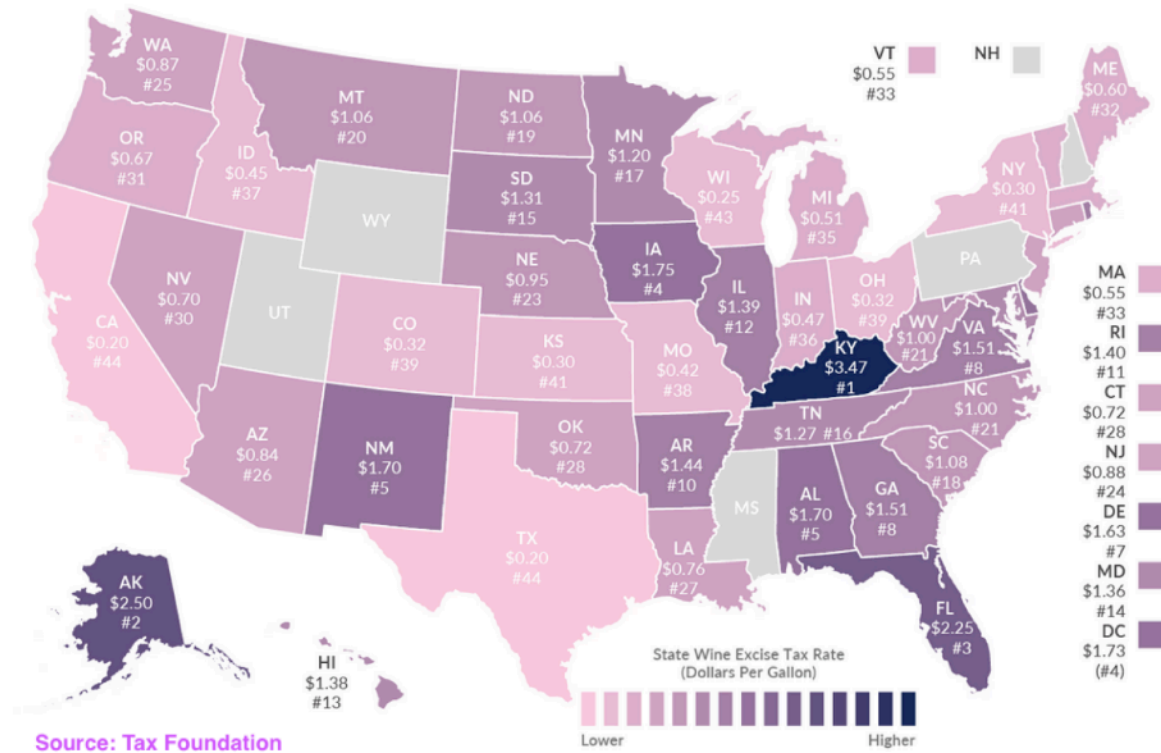 WA
$0.87
#25
MT
$1.06
#20
ND
$1.06
#19
MN
$1.20
#17
VT
$0.55
#33
NH
ME
$0.60
#32
OR
$0.67
#31
ID
$0.45
#37
WY
SD
$1.31
#15
WI
$0.25
#43
MI
$0.51
#35
NY
$0.30
#41
NV
$0.70
#30
UT
NE
$0.95
#23
IA
$1.75
#4
IL
$1.39
#12
IN
$0.47
#36
OH
$0.32
#39
PA
CA
$0.20
#44
CO
$0.32
#39
KS
$0.30
#41
MO
$0.42
#38
KY
$3.47
#1
WV
$1.00
#21
VA
$1.51
#8
MA
$0.55
#33
RI
$1.40
#11
CT
$0.72
#28
NJ
$0.88
#24
DE
$1.63
#7
MD
$1.36
#14
DC
$1.73
(#4)
AZ
$0.84
#26
NM
$1.70
#5
OK
$0.72
#28
AR
$1.44
#10
TN
$1.27 #16
NC
$1.00
#21
SC
$1.08
#18
TX
$0.20
#44
LA
$0.76
#27
MS
AL
$1.70
#5
GA
$1.51
#8
FL
$2.25
#3
AK
$2.50
#2
HI
$1.38
#13
State Wine Excise Tax Rate
(Dollars Per Gallon)
Lower Higher
Source: Tax Foundation